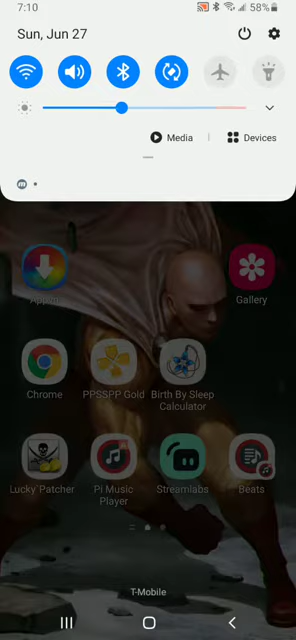 7:10 58%
Sun, Jun 27
Media Devices
Gallery
Chrome PPSSPP Gold Birth By Sleep
Calculator
Lucky Patcher Pi Music
Player Streamlabs Beats
T-Mobile